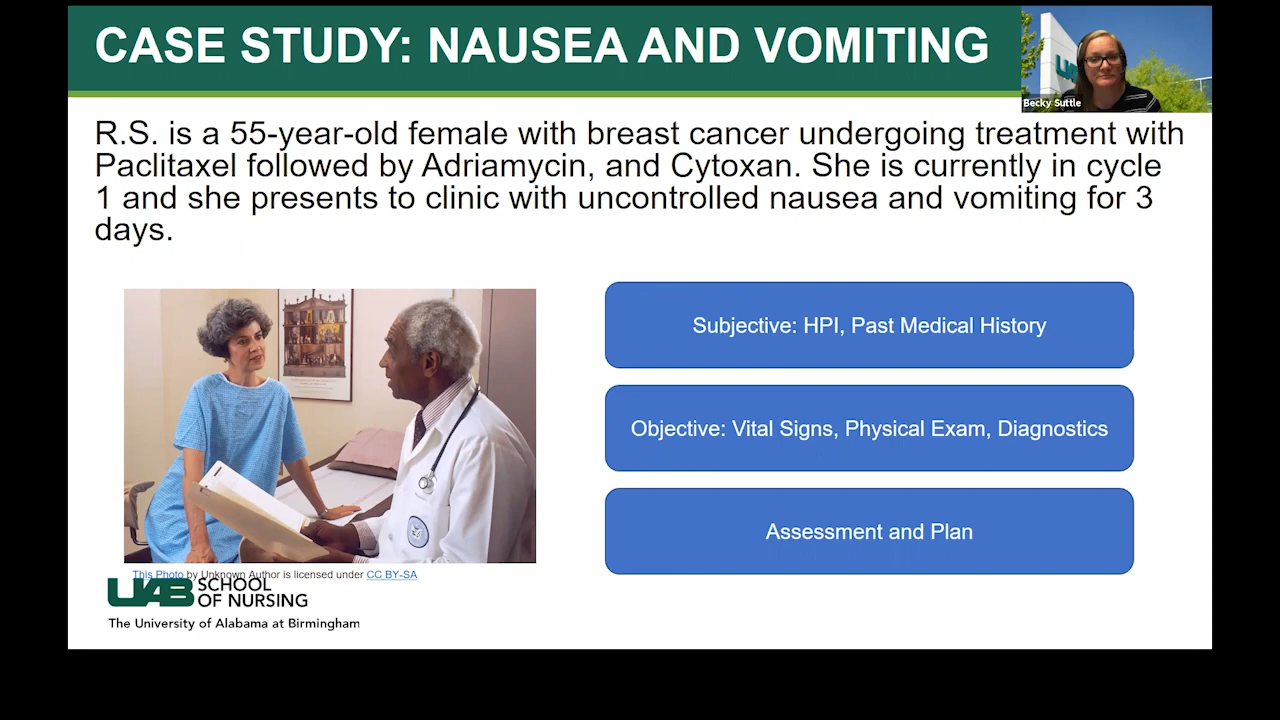 CASE STUDY: NAUSEA AND VOMITING
Becky Suttle
R.S. is a 55-year-old female with breast cancer undergoing treatment with
Paclitaxel followed by Adriamycin, and Cytoxan. She is currently in cycle
1 and she presents to clinic with uncontrolled nausea and vomiting for 3
days.
Subjective: HPI, Past Medical History
Objective: Vital Signs, Physical Exam, Diagnostics
Assessment and Plan
This Photo by Unknown Author is licensed under CC BY-SA
UAB SCHOOL
OF NURSING
The University of Alabama at Birmingham